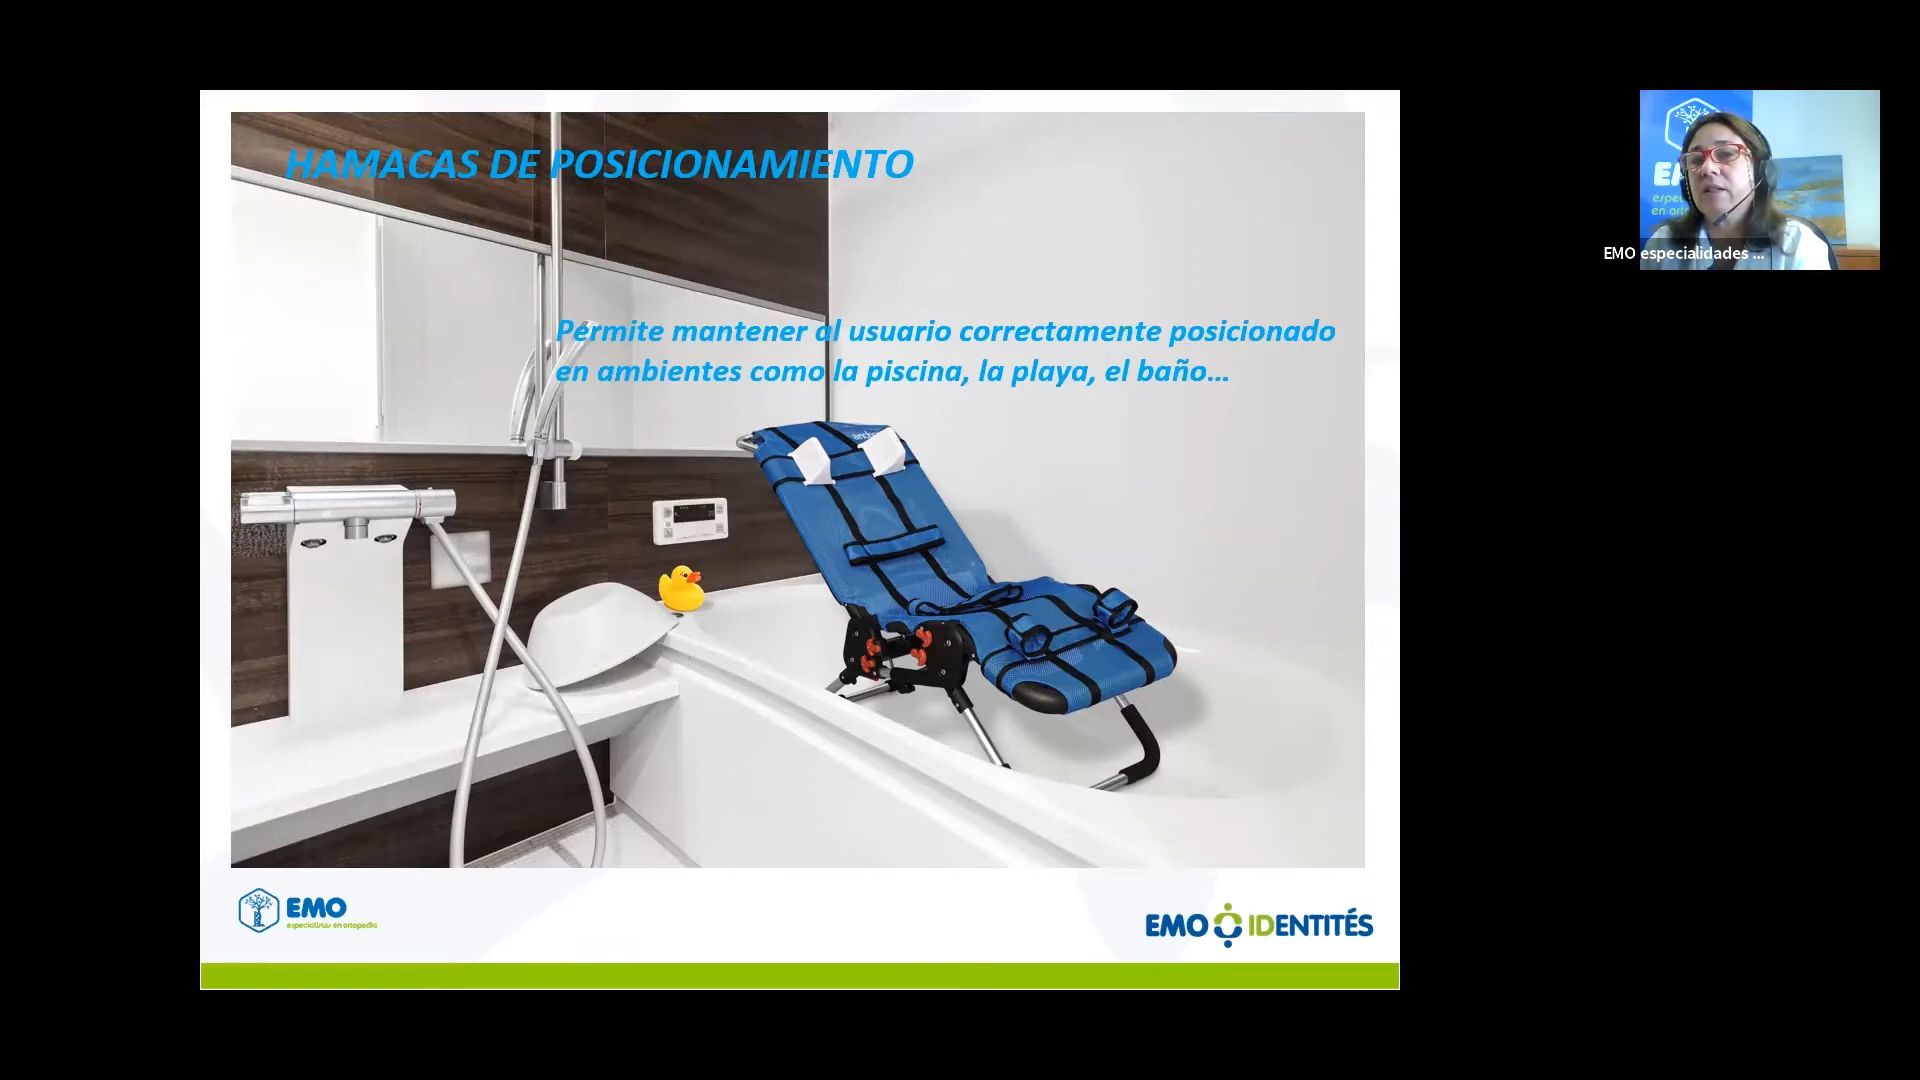 HAMACAS DE POSICIONAMIENTO
Permite mantener al usuario correctamente posicionado
en ambientes como la piscina, la playa, el baño...
EMO
especialistas en ortopedia
EMO IDENTITÉS
EMO especialidades ...